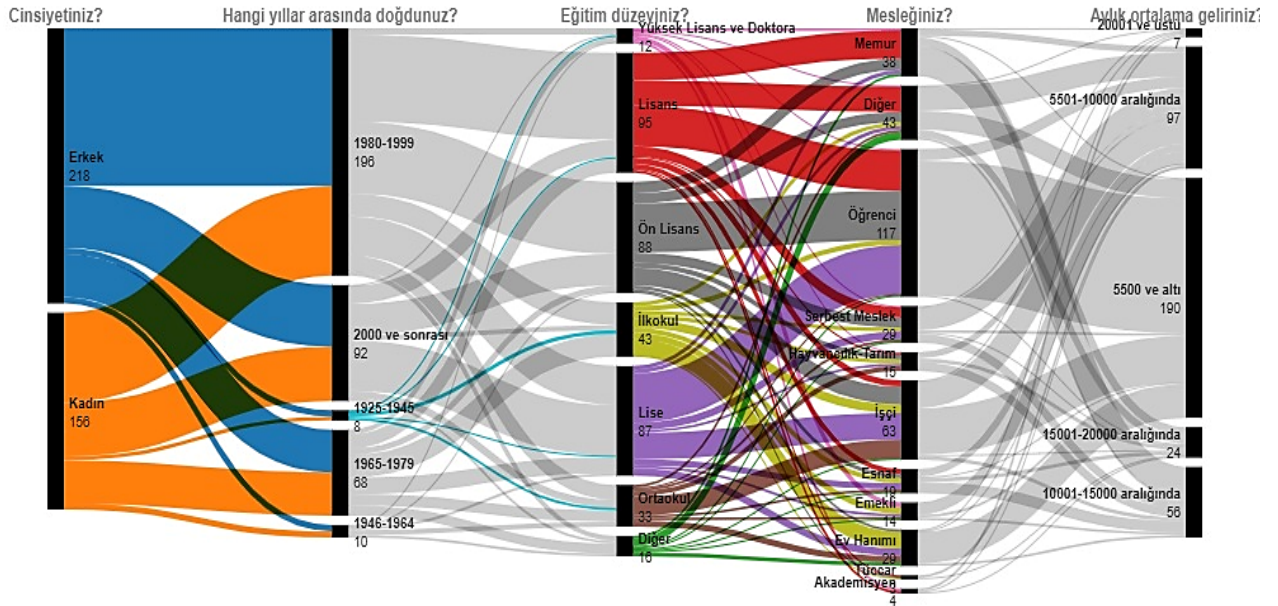 Cinsiyetiniz?
Hangi yıllar arasında doğdunuz?
Eğitim düzeyiniz?
Mesleğiniz?
Aylık ortalama geliriniz?
Erkek
218
Kadın
156
1980-1999
196
2000 ve sonrası
92
1925-1945
8
1965-1979
68
1946-1964
10
Yüksek Lisans ve Doktora
12
Lisans
95
Ön Lisans
88
İlkokul
43
Lise
87
Ortaokul
33
Diğer
16
Memur
38
Diğer
43
Öğrenci
117
Serbest Meslek
29
Hayvancılık-Tarım
15
İşçi
63
Esnaf
19
Emekli
14
Ev Hanımı
29
Tüccar
Akademisyen
4
20001 ve üstü
7
5501-10000 aralığında
97
5500 ve altı
190
15001-20000 aralığında
24
10001-15000 aralığında
56